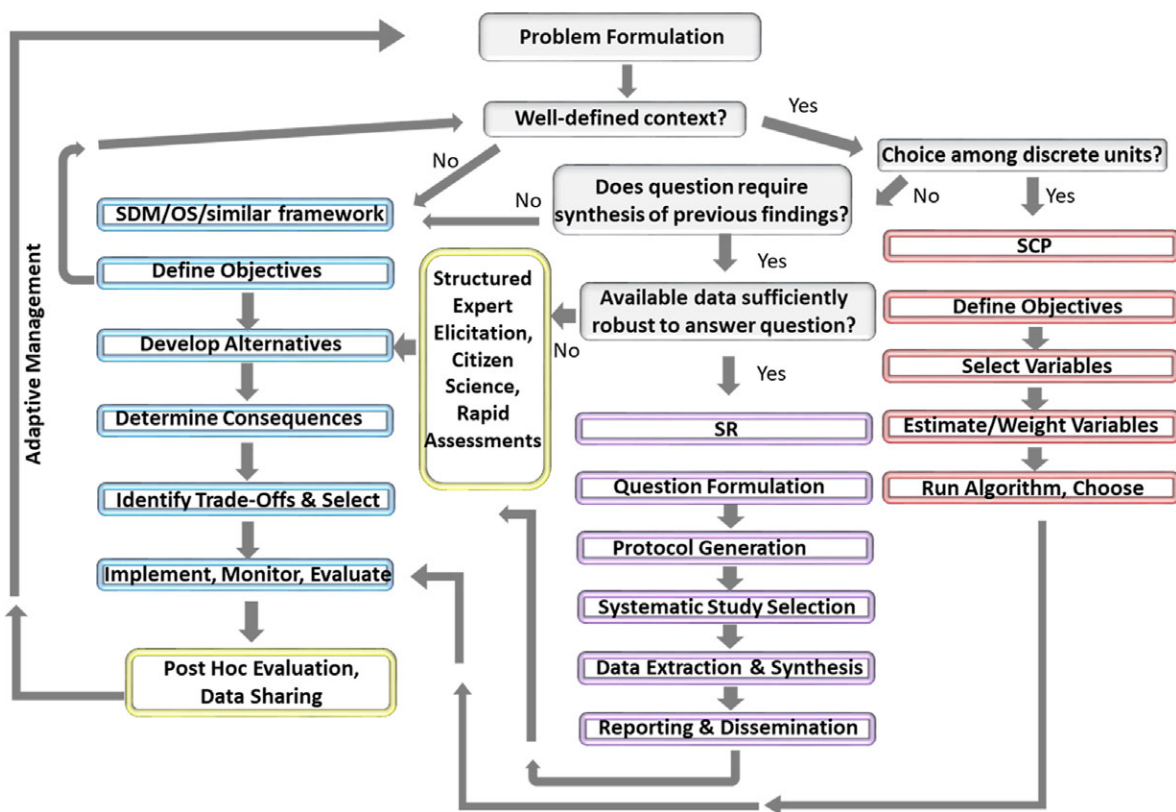 Problem Formulation
Well-defined context?
Yes
No
Choice among discrete units?
Does question require
synthesis of previous findings?
No
No
Yes
SDM/OS/similar framework
SCP
Yes
Define Objectives
Structured
Expert
Elicitation,
Citizen
Science,
Rapid
Assessments
Available data sufficiently
robust to answer question?
No
Yes
Define Objectives
Develop Alternatives
Select Variables
Determine Consequences
SR
Estimate/Weight Variables
Identify Trade-Offs & Select
Question Formulation
Run Algorithm, Choose
Protocol Generation
Implement, Monitor, Evaluate
Systematic Study Selection
Post Hoc Evaluation,
Data Sharing
Data Extraction & Synthesis
Reporting & Dissemination
Adaptive Management